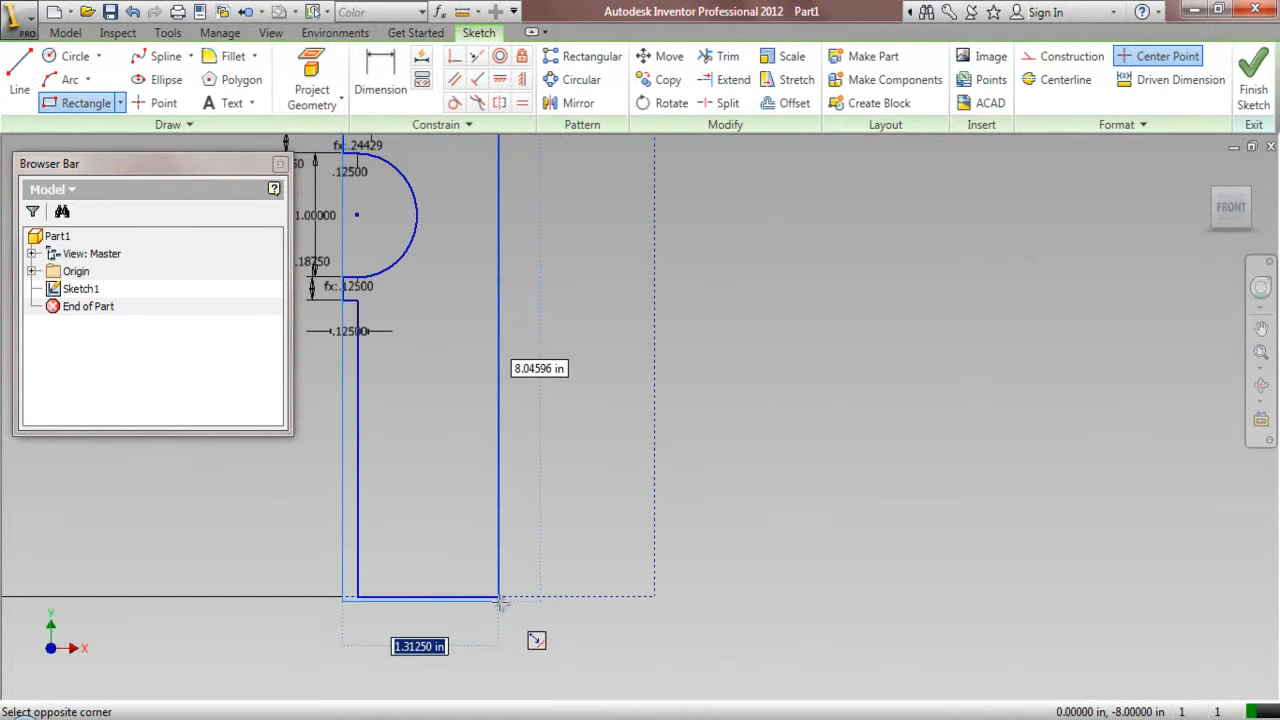 PRO
Color
Autodesk Inventor Professional 2012 Part1
Sign In
Model Inspect Tools Manage View Environments Get Started Sketch
Line
Circle
Arc
Rectangle
Spline
Ellipse
Point
Fillet
Polygon
Text
Draw
Project
Geometry
Dimension
Constrain
Rectangular
Circular
Mirror
Pattern
Move
Copy
Rotate
Trim
Extend
Split
Scale
Stretch
Offset
Modify
Make Part
Make Components
Create Block
Layout
Image
Points
ACAD
Insert
Construction
Centerline
Center Point
Driven Dimension
Format
Finish
Sketch
Exit
Browser Bar
Model
Part1
View: Master
Origin
Sketch1
End of Part
fx:.24429
.12500
1.00000
.18750
fx:.12500
.12500
8.04596 in
1.31250 in
FRONT
Y
X
Select opposite corner
0.00000 in, -8.00000 in 1 1